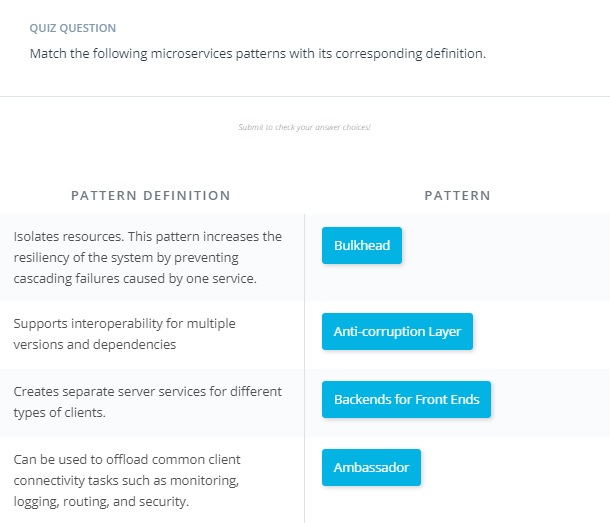 QUIZ QUESTION
Match the following microservices patterns with its corresponding definition.
Submit to check your answer choices!
PATTERN DEFINITION
PATTERN
Isolates resources. This pattern increases the
resiliency of the system by preventing
cascading failures caused by one service.
Bulkhead
Supports interoperability for multiple
versions and dependencies
Anti-corruption Layer
Creates separate server services for different
types of clients.
Backends for Front Ends
Can be used to offload common client
connectivity tasks such as monitoring,
logging, routing, and security.
Ambassador